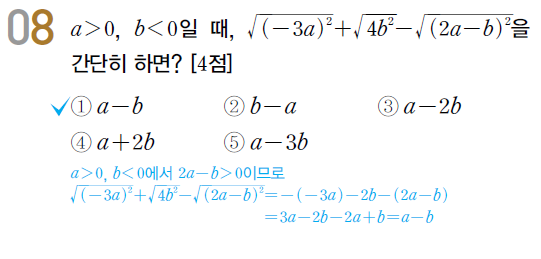 08 a>0, b<0일 때, √(-3a)²+√4b²-√(2a-b)²을
간단히 하면? [4점]
① a-b ② b-a ③ a-2b
④ a+2b ⑤ a-3b
a>0, b<0에서 2a-b>0이므로
√(-3a)²+√4b²-√(2a-b)²=-(-3a)-2b-(2a-b)
=3a-2b-2a+b=a-b